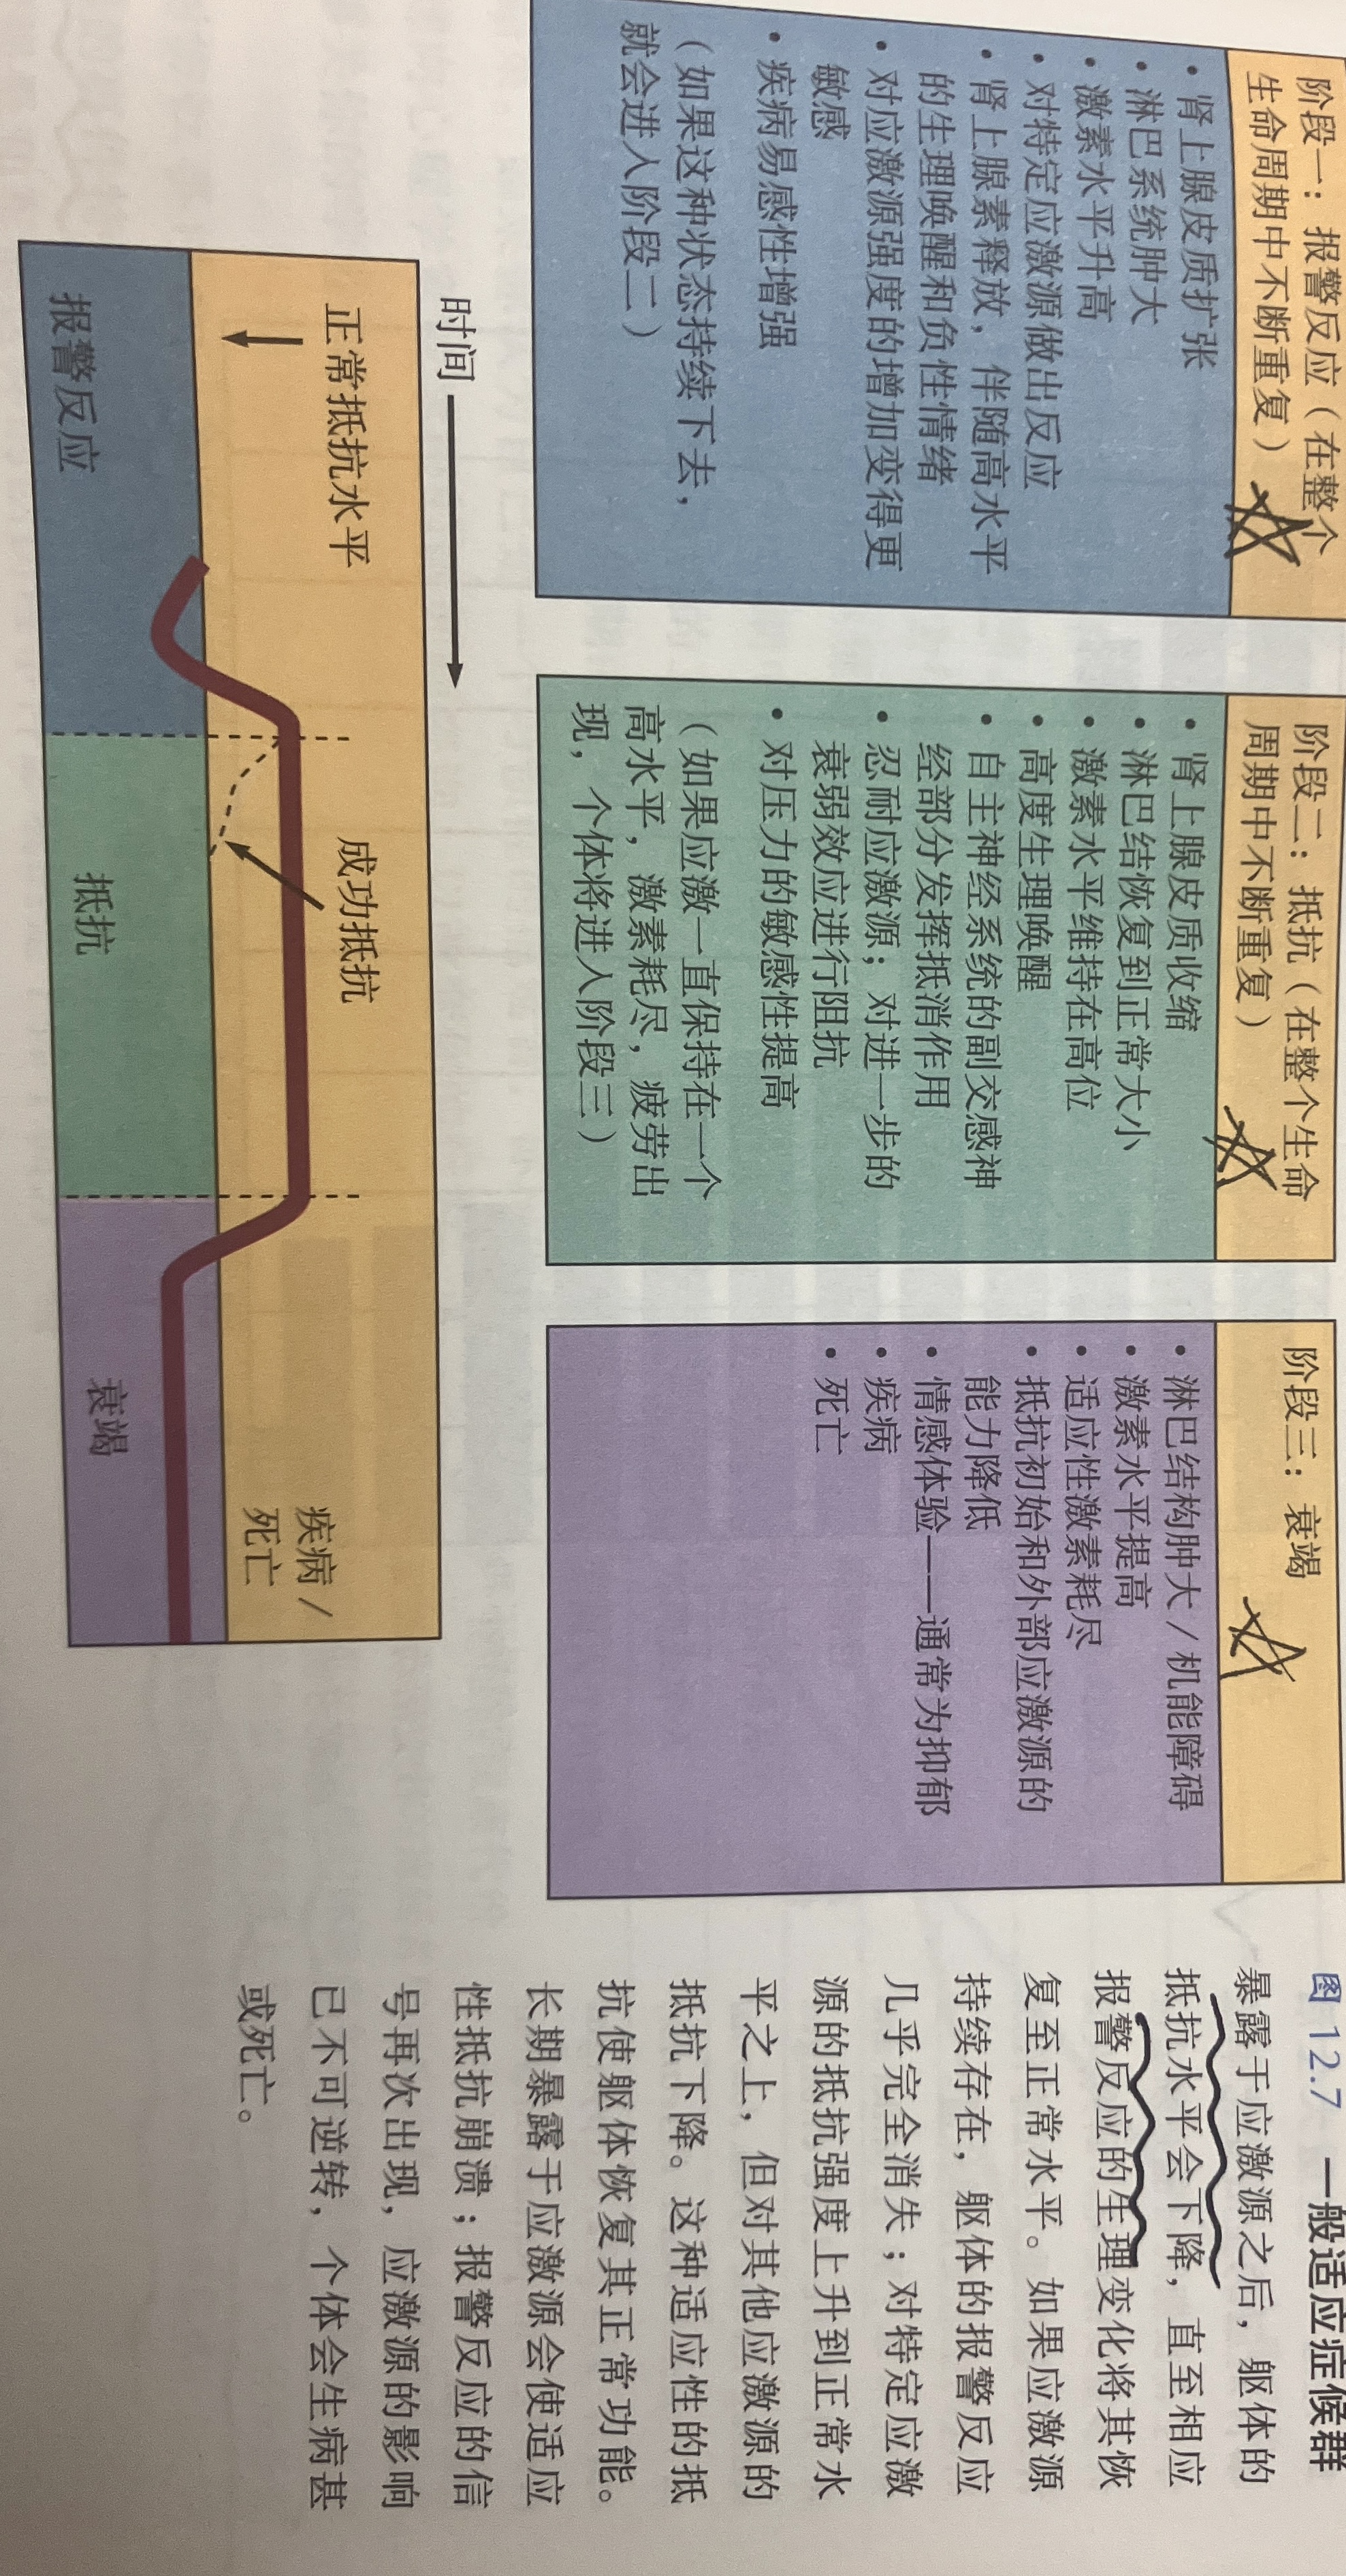 阶段一：报警反应（在整个
生命周期中不断重复）
• 肾上腺皮质扩张
• 淋巴系统肿大
• 激素水平升高
• 对特定应激源做出反应
• 肾上腺素释放，伴随高水平
的生理唤醒和负性情绪
• 对应激源强度的增加变得更
敏感
• 疾病易感性增强
（如果这种状态持续下去，
就会进入阶段二）
阶段二：抵抗（在整个生命
周期中不断重复）
• 肾上腺皮质收缩
• 淋巴结恢复到正常大小
• 激素水平维持在高位
• 高度生理唤醒
• 自主神经系统的副交感神
经部分发挥抵消作用
• 忍耐应激源；对进一步的
衰弱效应进行阻抗
• 对压力的敏感性提高
（如果应激一直保持在一个
高水平，激素耗尽，疲劳出
现，个体将进入阶段三）
阶段三：衰竭
• 淋巴结构肿大/机能障碍
• 激素水平提高
• 适应性激素耗尽
• 抵抗初始和外部应激源的
能力降低
• 情感体验——通常为抑郁
• 疾病
• 死亡
图 12.7 一般适应症候群
暴露于应激源之后，躯体的
抵抗水平会下降，直至相应
报警反应的生理变化将其恢
复至正常水平。如果应激源
持续存在，躯体的报警反应
几乎完全消失；对特定应激
源的抵抗强度上升到正常水
平之上，但对其他应激源的
抵抗下降。这种适应性的抵
抗使躯体恢复其正常功能。
长期暴露于应激源会使适应
性抵抗崩溃；报警反应的信
号再次出现，应激源的影响
已不可逆转，个体会生病甚
或死亡。
时间
正常抵抗水平
成功抵抗
疾病/
死亡
报警反应
抵抗
衰竭